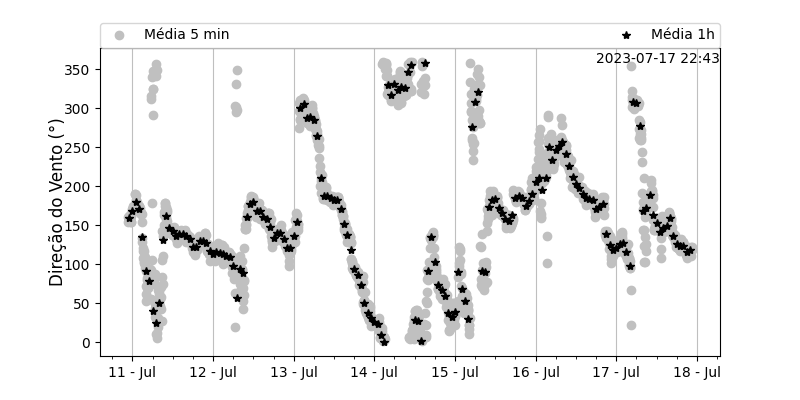 Média 5 min
Média 1h
2023-07-17 22:43
350
300
250
200
150
100
50
0
Direção do Vento (°)
11 - Jul
12 - Jul
13 - Jul
14 - Jul
15 - Jul
16 - Jul
17 - Jul
18 - Jul